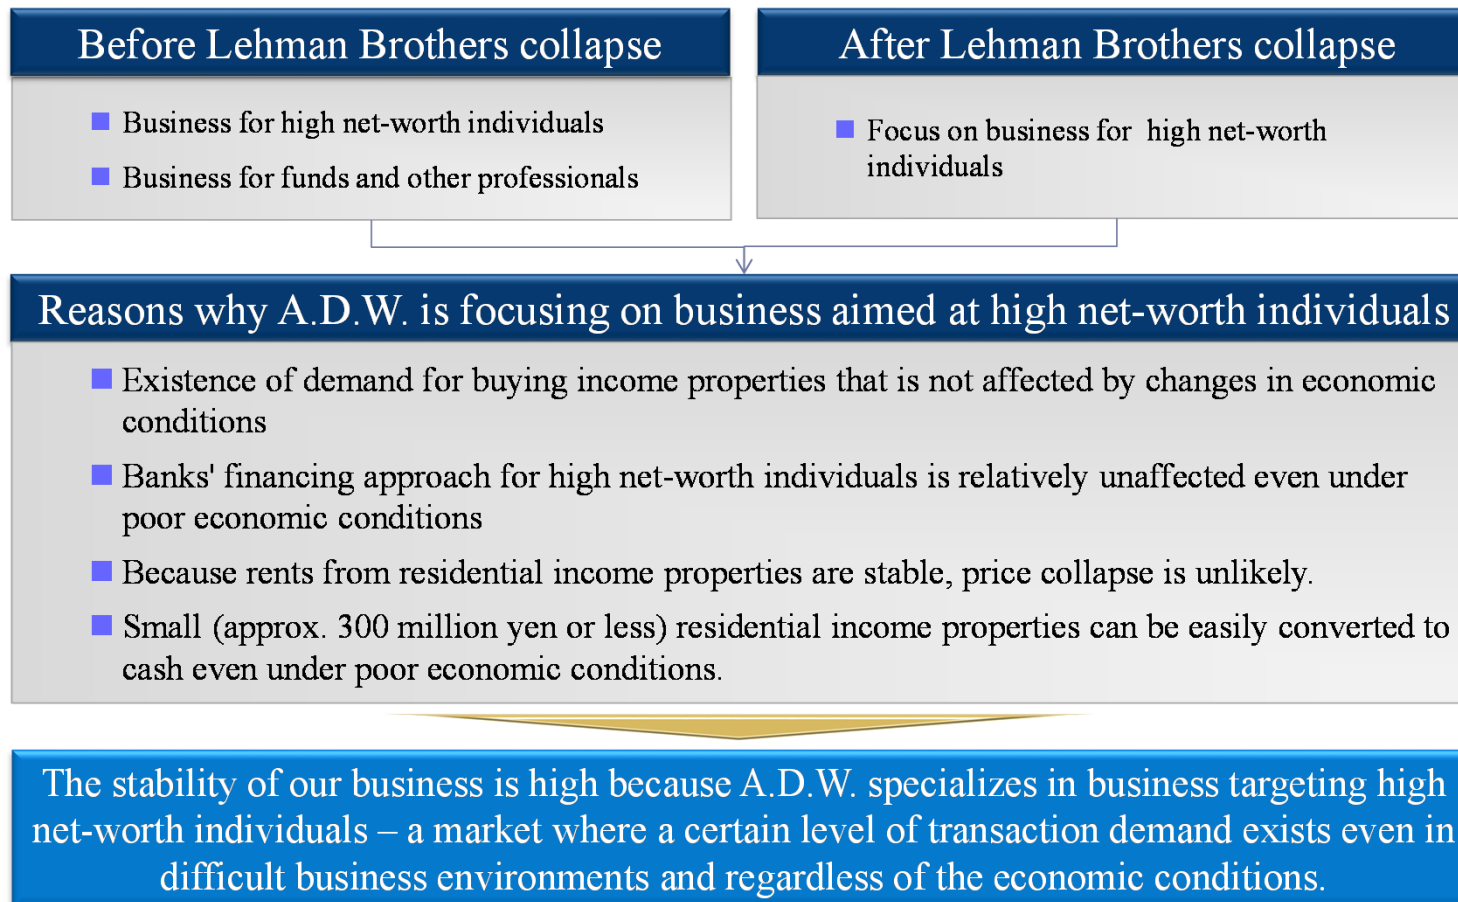 Before Lehman Brothers collapse
Business for high net-worth individuals
Business for funds and other professionals
After Lehman Brothers collapse
Focus on business for high net-worth
individuals
Reasons why A.D.W. is focusing on business aimed at high net-worth individuals
Existence of demand for buying income properties that is not affected by changes in economic
conditions
Banks' financing approach for high net-worth individuals is relatively unaffected even under
poor economic conditions
Because rents from residential income properties are stable, price collapse is unlikely.
Small (approx. 300 million yen or less) residential income properties can be easily converted to
cash even under poor economic conditions.
The stability of our business is high because A.D.W. specializes in business targeting high
net-worth individuals – a market where a certain level of transaction demand exists even in
difficult business environments and regardless of the economic conditions.